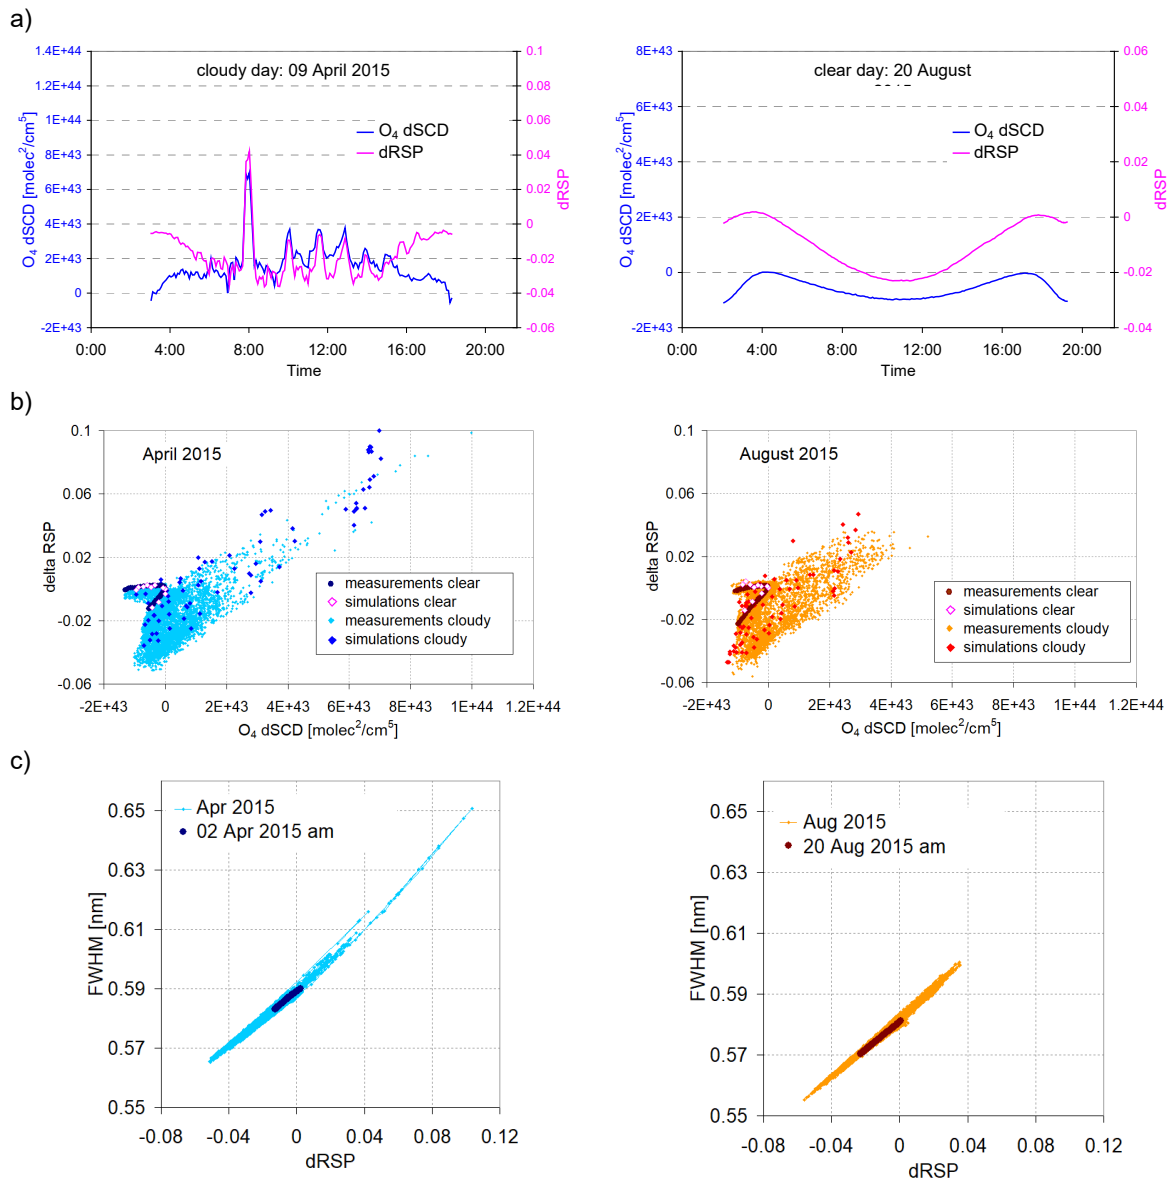 a)
1.4E+44
1.2E+44
1E+44
8E+43
6E+43
4E+43
2E+43
0
-2E+43
O4 dSCD [molec2/cm5]
cloudy day: 09 April 2015
O4 dSCD
dRSP
0.1
0.08
0.06
0.04
0.02
0
-0.02
-0.04
-0.06
dRSP
0:00 4:00 8:00 12:00 16:00 20:00
Time
8E+43
6E+43
4E+43
2E+43
0
-2E+43
O4 dSCD [molec2/cm5]
clear day: 20 August
O4 dSCD
dRSP
0.06
0.04
0.02
0
-0.02
-0.04
dRSP
0:00 4:00 8:00 12:00 16:00 20:00
Time
b)
0.1
0.06
0.02
-0.02
-0.06
delta RSP
April 2015
measurements clear
simulations clear
measurements cloudy
simulations cloudy
-2E+43 0 2E+43 4E+43 6E+43 8E+43 1E+44 1.2E+44
O4 dSCD [molec2/cm5]
0.1
0.06
0.02
-0.02
-0.06
delta RSP
August 2015
measurements clear
simulations clear
measurements cloudy
simulations cloudy
-2E+43 0 2E+43 4E+43 6E+43 8E+43 1E+44 1.2E+44
O4 dSCD [molec2/cm5]
c)
0.65
0.63
0.61
0.59
0.57
0.55
FWHM [nm]
Apr 2015
02 Apr 2015 am
-0.08 -0.04 0 0.04 0.08 0.12
dRSP
0.65
0.63
0.61
0.59
0.57
0.55
FWHM [nm]
Aug 2015
20 Aug 2015 am
-0.08 -0.04 0 0.04 0.08 0.12
dRSP